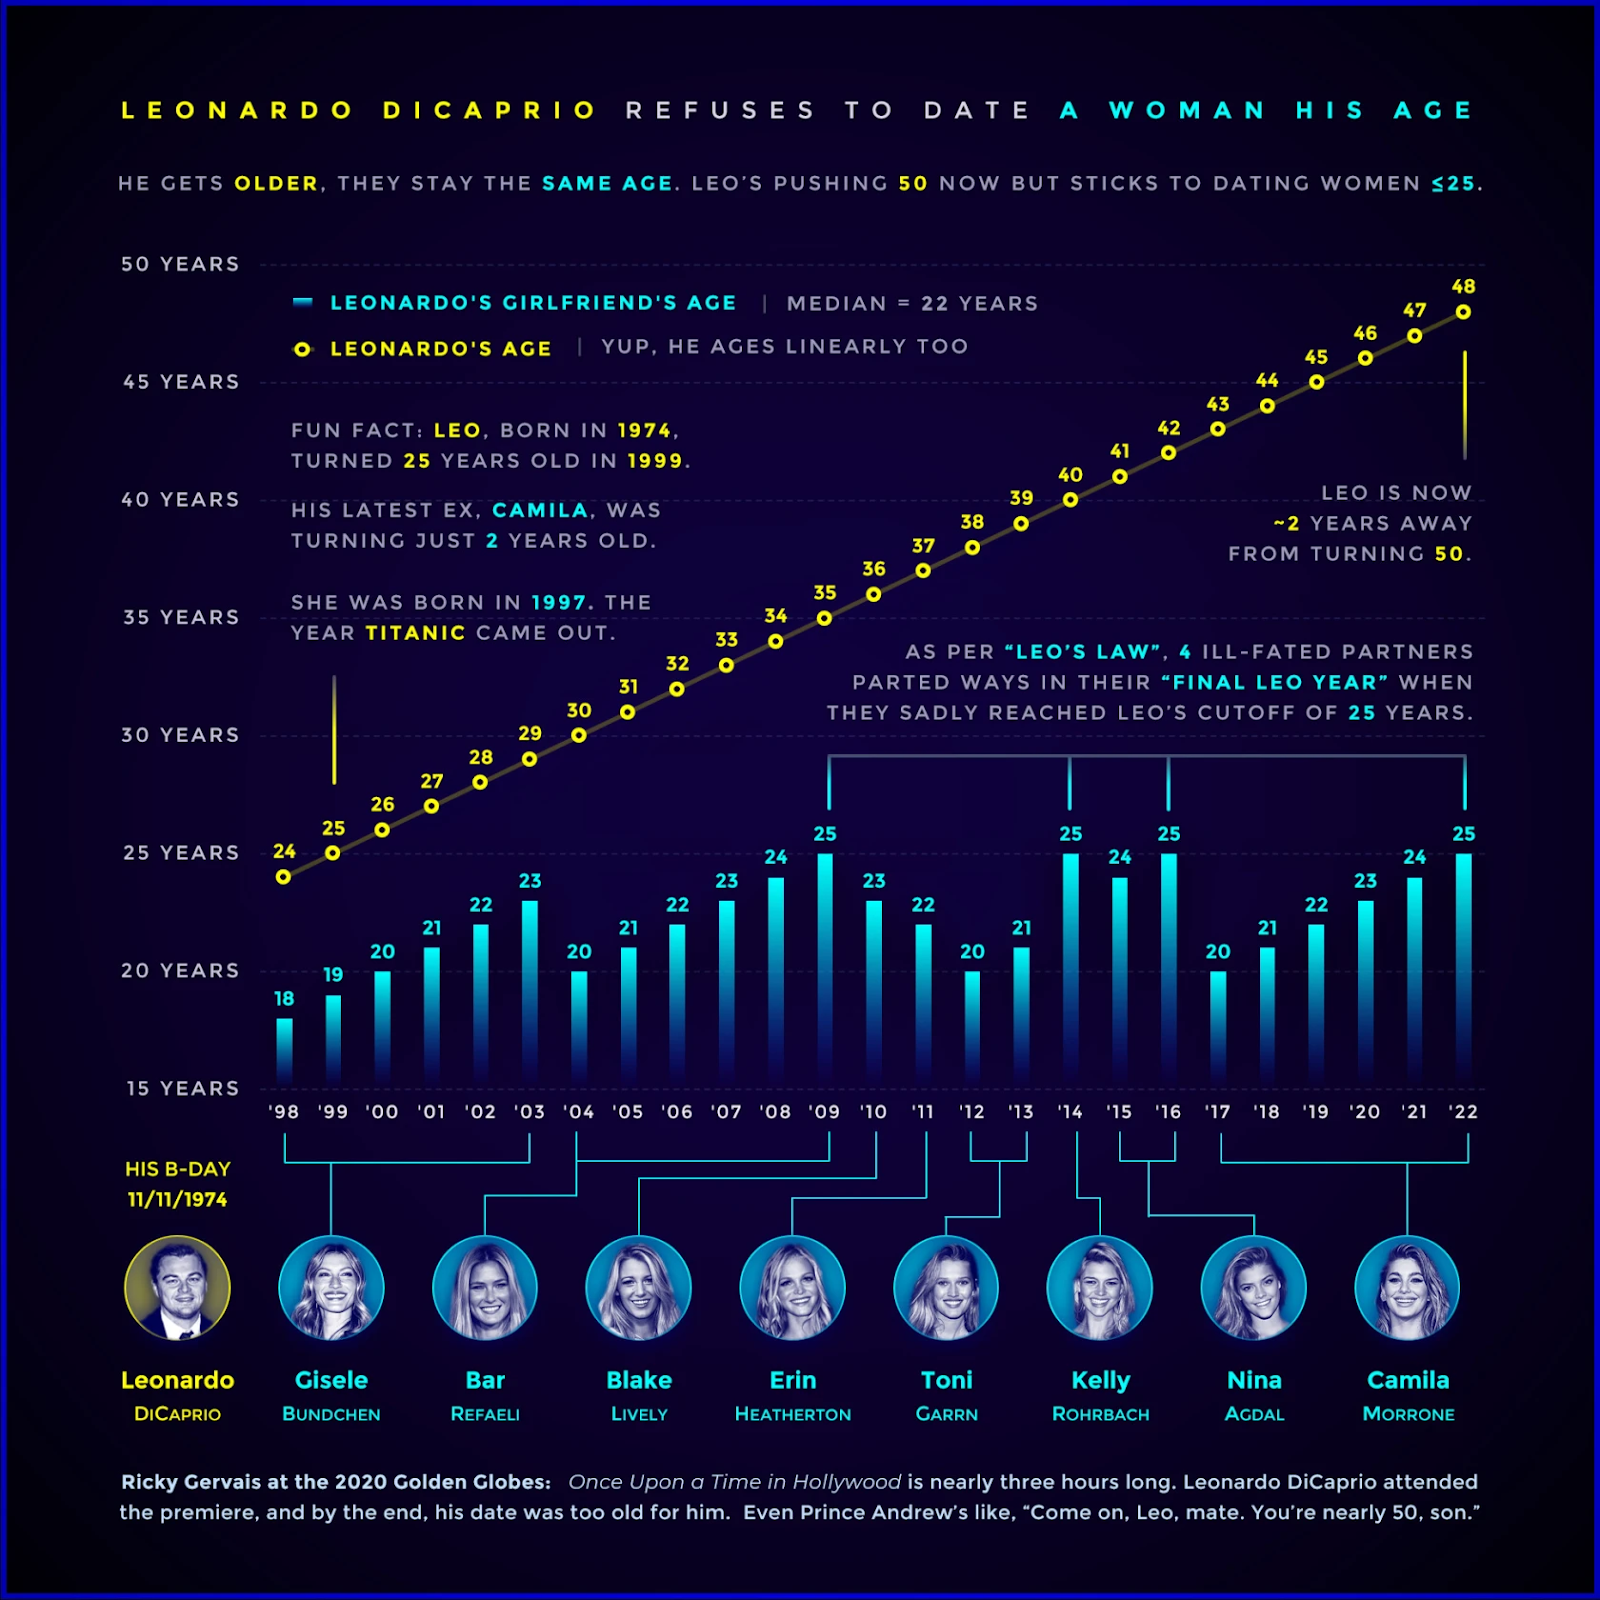 LEONARDO DICAPRIO REFUSES TO DATE A WOMAN HIS AGE
HE GETS OLDER, THEY STAY THE SAME AGE. LEO'S PUSHING 50 NOW BUT STICKS TO DATING WOMEN ≤25.
50 YEARS
LEONARDO'S GIRLFRIEND'S AGE | MEDIAN = 22 YEARS
LEONARDO'S AGE | YUP, HE AGES LINEARLY TOO
45 YEARS
FUN FACT: LEO, BORN IN 1974,
TURNED 25 YEARS OLD IN 1999.
40 YEARS
HIS LATEST EX, CAMILA, WAS
TURNING JUST 2 YEARS OLD.
35 YEARS
SHE WAS BORN IN 1997. THE
YEAR TITANIC CAME OUT.
LEO IS NOW
~2 YEARS AWAY
FROM TURNING 50.
AS PER “LEO'S LAW”, 4 ILL-FATED PARTNERS
PARTED WAYS IN THEIR “FINAL LEO YEAR” WHEN
THEY SADLY REACHED LEO'S CUTOFF OF 25 YEARS.
30 YEARS
25 YEARS
20 YEARS
15 YEARS
24 25 26 27 28 29 30 31 32 33 34 35 36 37 38 39 40 41 42 43 44 45 46 47 48
18 19 20 21 22 23 20 21 22 23 24 25 23 22 20 21 25 24 25 20 21 22 23 24 25
'98 '99 '00 '01 '02 '03 '04 '05 '06 '07 '08 '09 '10 '11 '12 '13 '14 '15 '16 '17 '18 '19 '20 '21 '22
HIS B-DAY
11/11/1974
Leonardo Gisele Bar Blake Erin Toni Kelly Nina Camila
DICAPRIO BUNDCHEN REFAELI LIVELY HEATHERTON GARRN ROHRBACH AGDAL MORRONE
Ricky Gervais at the 2020 Golden Globes: Once Upon a Time in Hollywood is nearly three hours long. Leonardo DiCaprio attended
the premiere, and by the end, his date was too old for him. Even Prince Andrew's like, “Come on, Leo, mate. You're nearly 50, son.”